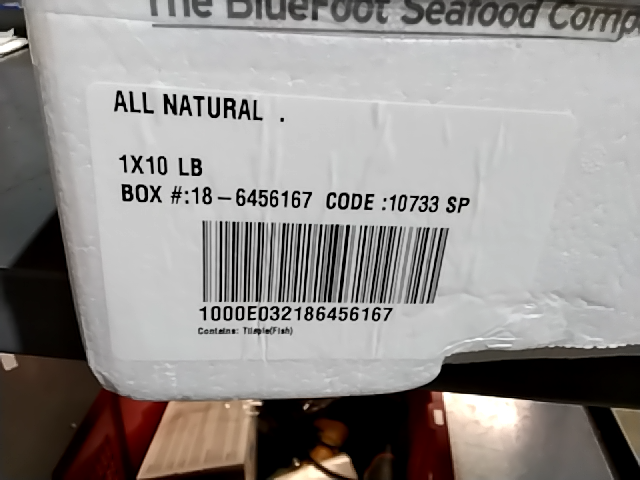 The BlueFoot Seafood Comp
ALL NATURAL .
1X10 LB
BOX #:18-6456167 CODE :10733 SP
1000E032186456167
Contains: Tilapia(Fish)